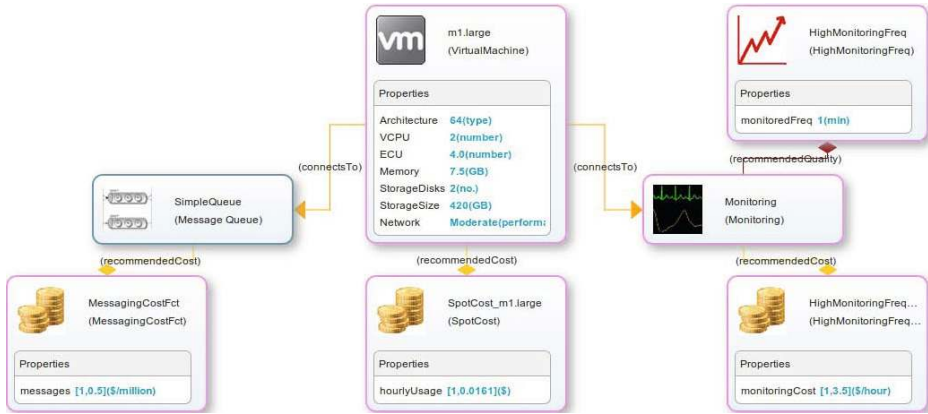 vm
m1.large
(VirtualMachine)
Properties
Architecture 64(type)
VCPU 2(number)
ECU 4.0(number)
Memory 7.5(GB)
StorageDisks 2(no.)
StorageSize 420(GB)
Network Moderate(performa
HighMonitoringFreq
(HighMonitoringFreq)
Properties
monitoredFreq 1(min)
(connectsTo)
(connectsTo)
(recommendedQuality)
SimpleQueue
(Message Queue)
Monitoring
(Monitoring)
(recommendedCost)
(recommendedCost)
(recommendedCost)
MessagingCostFct
(MessagingCostFct)
Properties
messages [1,0.5]($/million)
SpotCost_m1.large
(SpotCost)
Properties
hourlyUsage [1,0.0161]($)
HighMonitoringFreq...
(HighMonitoringFreq...
Properties
monitoringCost [1,3.5]($/hour)